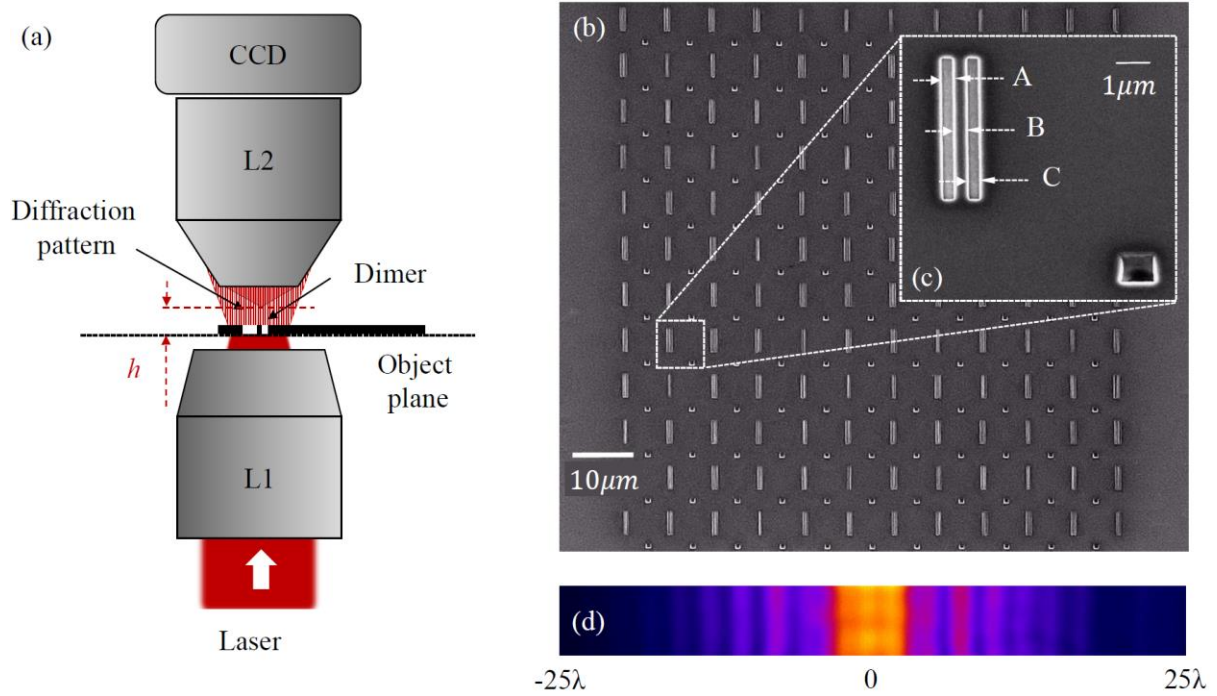 (a)
CCD
L2
Diffraction
pattern
Dimer
h
Object
plane
L1
Laser
(b)
A
1μm
B
C
(c)
10μm
(d)
-25λ
0
25λ